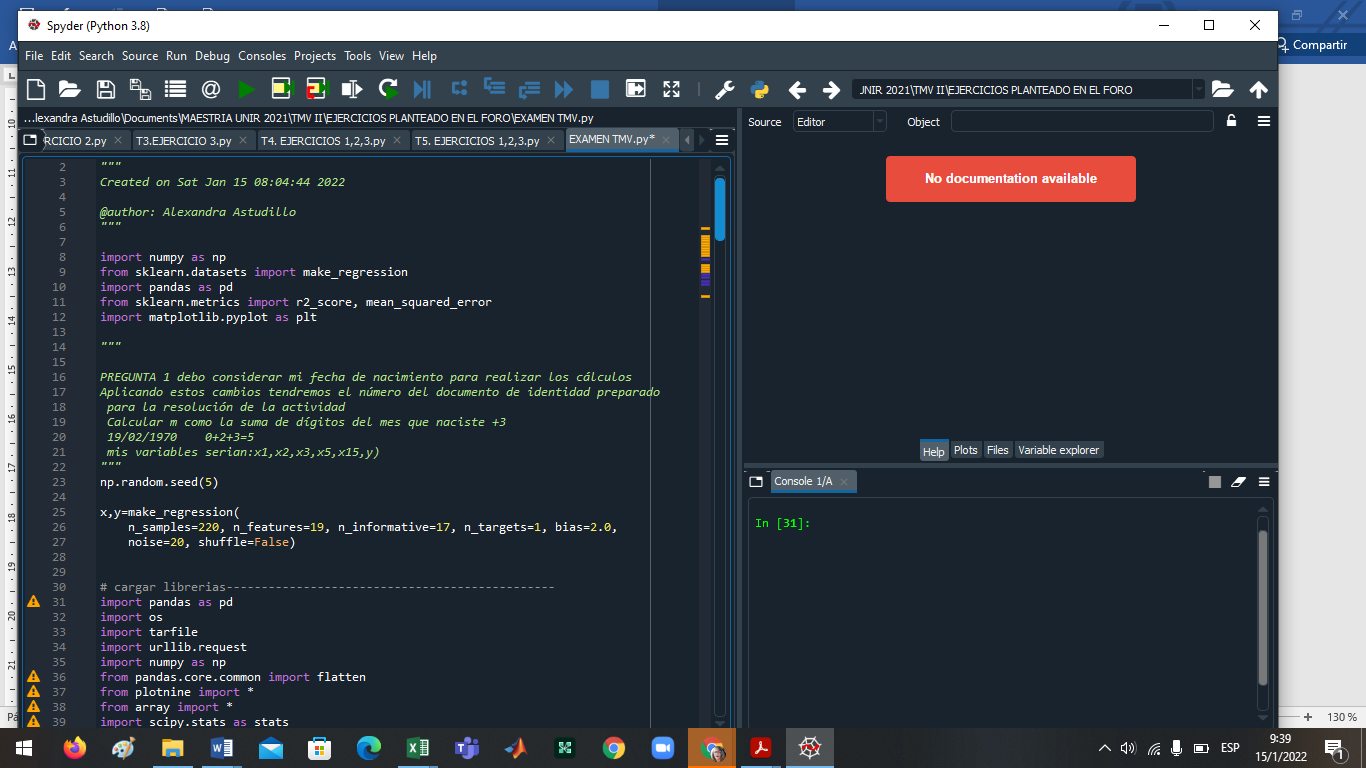 Spyder (Python 3.8)
Compartir
File Edit Search Source Run Debug Consoles Projects Tools View Help
JNIR 2021\TMV II\EJERCICIOS PLANTEADO EN EL FORO
...lexandra Astudillo\Documents\MAESTRIA UNIR 2021\TMV II\EJERCICIOS PLANTEADO EN EL FORO\EXAMEN TMV.py
RCICIO 2.py T3.EJERCICIO 3.py T4. EJERCICIOS 1,2,3.py T5. EJERCICIOS 1,2,3.py EXAMEN TMV.py*
Source Editor Object
No documentation available
2 """
3 Created on Sat Jan 15 08:04:44 2022
4
5 @author: Alexandra Astudillo
6 """
7
8 import numpy as np
9 from sklearn.datasets import make_regression
10 import pandas as pd
11 from sklearn.metrics import r2_score, mean_squared_error
12 import matplotlib.pyplot as plt
13
14 """
15
16 PREGUNTA 1 debo considerar mi fecha de nacimiento para realizar los cálculos
17 Aplicando estos cambios tendremos el número del documento de identidad preparado
18 para la resolución de la actividad
19 Calcular m como la suma de dígitos del mes que naciste +3
20 19/02/1970 0+2+3=5
21 mis variables serian:x1,x2,x3,x5,x15,y)
22 """
23 np.random.seed(5)
24
25 x,y=make_regression(
26 n_samples=220, n_features=19, n_informative=17, n_targets=1, bias=2.0,
27 noise=20, shuffle=False)
28
29
30 # cargar librerias-----------------------------------------------
31 import pandas as pd
32 import os
33 import tarfile
34 import urllib.request
35 import numpy as np
36 from pandas.core.common import flatten
37 from plotnine import *
38 from array import *
39 import scipy.stats as stats
Help Plots Files Variable explorer
Console 1/A
In [31]:
130 %
ESP
9:39
15/1/2022